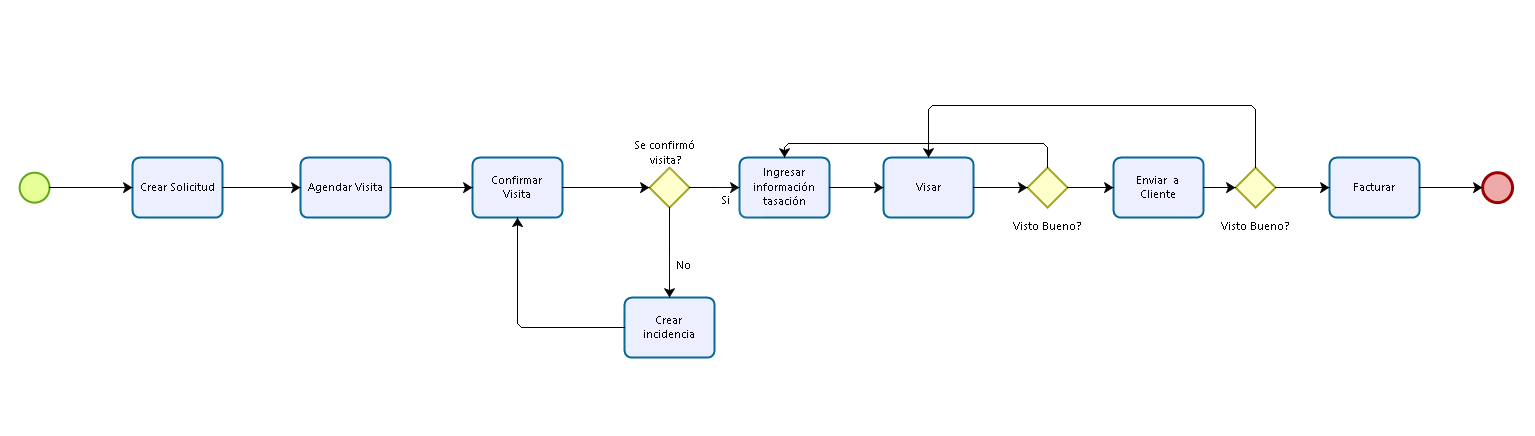 Crear Solicitud
Agendar Visita
Confirmar
Visita
Se confirmó
visita?
Si
No
Crear
incidencia
Ingresar
información
tasación
Visar
Visto Bueno?
Enviar a
Cliente
Visto Bueno?
Facturar